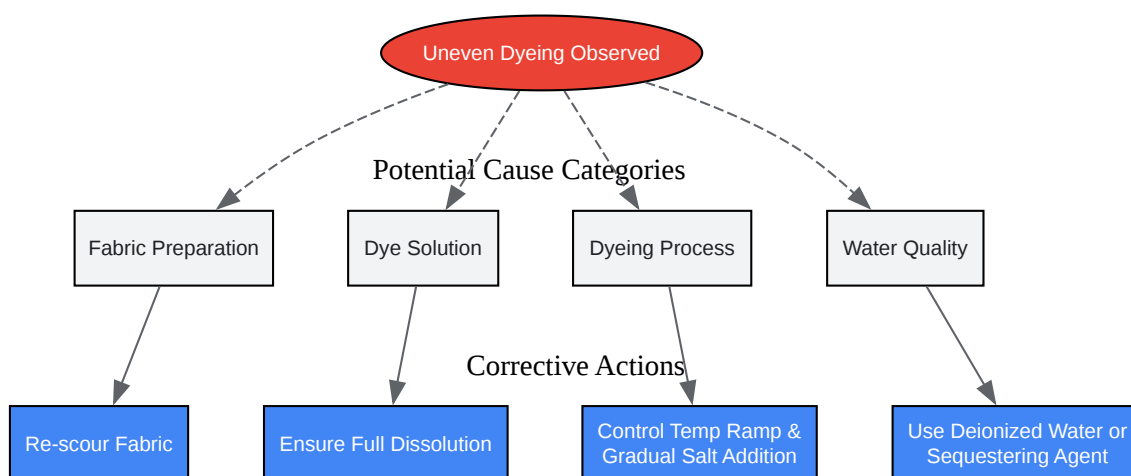 Uneven Dyeing Observed
Potential Cause Categories
Fabric Preparation
Dye Solution
Dyeing Process
Water Quality
Corrective Actions
Re-scour Fabric
Ensure Full Dissolution
Control Temp Ramp &
Gradual Salt Addition
Use Deionized Water or
Sequestering Agent